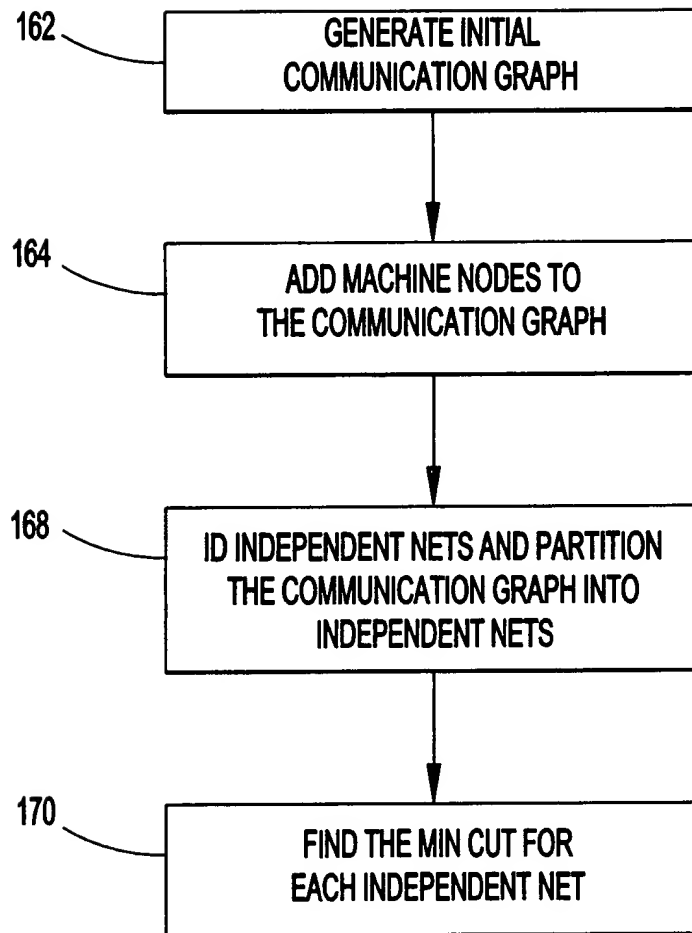 162
GENERATE INITIAL
COMMUNICATION GRAPH
164
ADD MACHINE NODES TO
THE COMMUNICATION GRAPH
168
ID INDEPENDENT NETS AND PARTITION
THE COMMUNICATION GRAPH INTO
INDEPENDENT NETS
170
FIND THE MIN CUT FOR
EACH INDEPENDENT NET